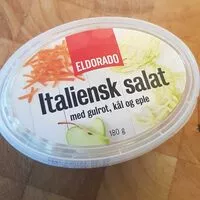 ELDORADO
Italiensk salat
med gulrot, kål og eple
180 g